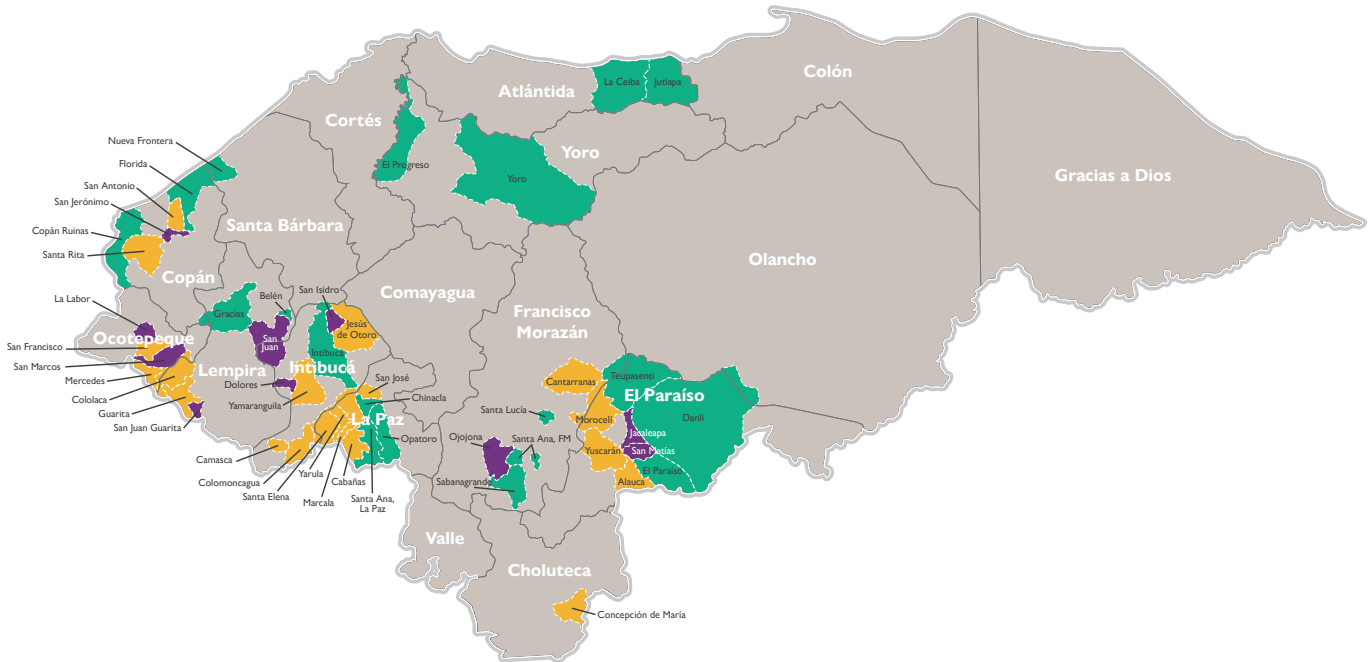 Colón
La Ceiba
Jutiapa
Atlántida
Cortés
Nueva Frontera
Yoro
Florida
El Progreso
Gracias a Dios
Yoro
San Antonio
San Jerónimo
Santa Bárbara
Copán Ruinas
Santa Rita
Olancho
Copán
Comayagua
San Isidro
Belén
La Labor
Gracias
Francisco
Morazán
Jesús
de Otoro
Ocotepeque
San
Juan
San Francisco
Intibucá
San Marcos
Lempira
Intibucá
Teupasenti
San José
Mercedes
Dolores
Cantarranas
El Paraíso
Cololaca
Yamaranguila
Chinacla
Guarita
Santa Lucía
Danlí
San Juan Guarita
La Paz
Morocelí
Jacaleapa
Ojojona
Santa Ana, FM
Opatoro
San Matías
Yuscarán
Camasca
El Paraíso
Yarula
Cabañas
Colomoncagua
Sabanagrande
Alauca
Santa Elena
Marcala
Santa Ana,
La Paz
Valle
Choluteca
Concepción de María